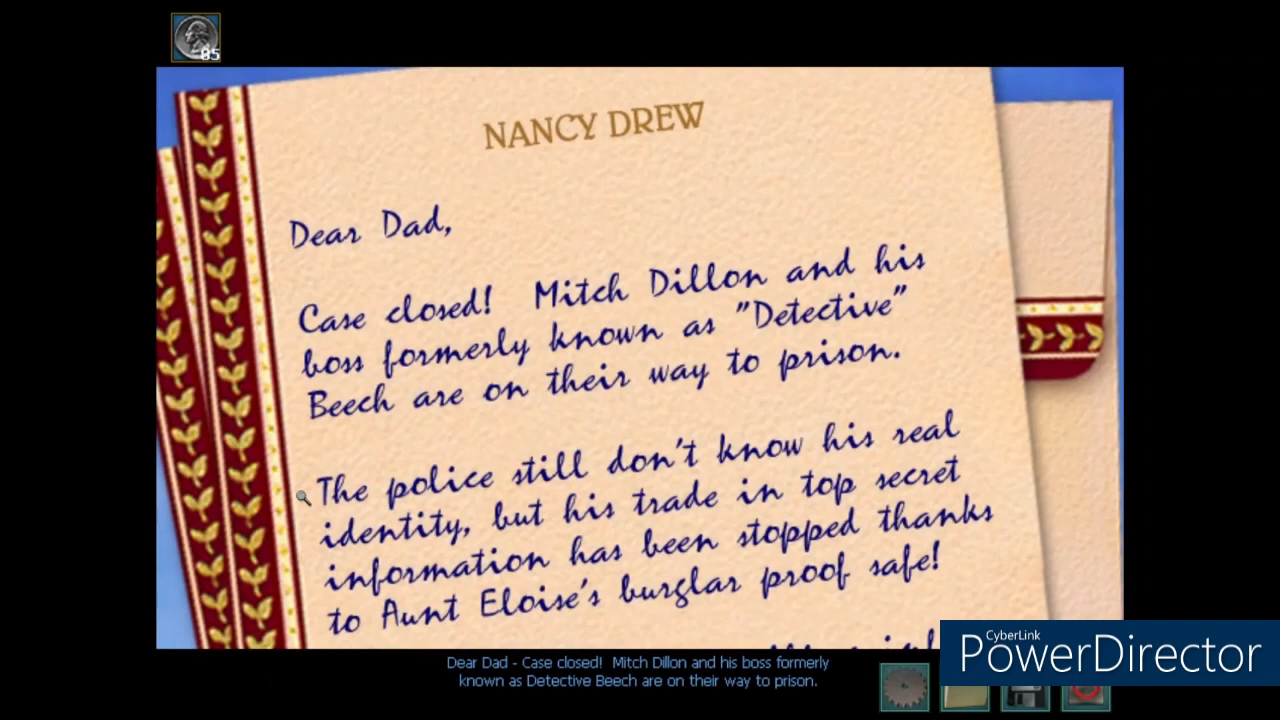 85
NANCY DREW
Dear Dad,
Case closed! Mitch Dillon and his
boss formerly known as "Detective"
Beech are on their way to prison.
The police still don't know his real
identity, but his trade in top secret
information has been stopped thanks
to Aunt Eloise's burglar proof safe!
CyberLink
PowerDirector
Dear Dad - Case closed! Mitch Dillon and his boss formerly
known as Detective Beech are on their way to prison.